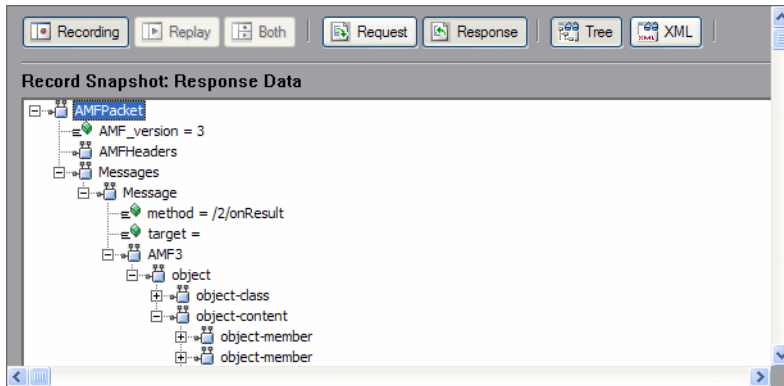 Recording Replay Both Request Response Tree XML
Record Snapshot: Response Data
AMFPacket
AMF_version = 3
AMFHeaders
Messages
Message
method = /2/onResult
target =
AMF3
object
object-class
object-content
object-member
object-member